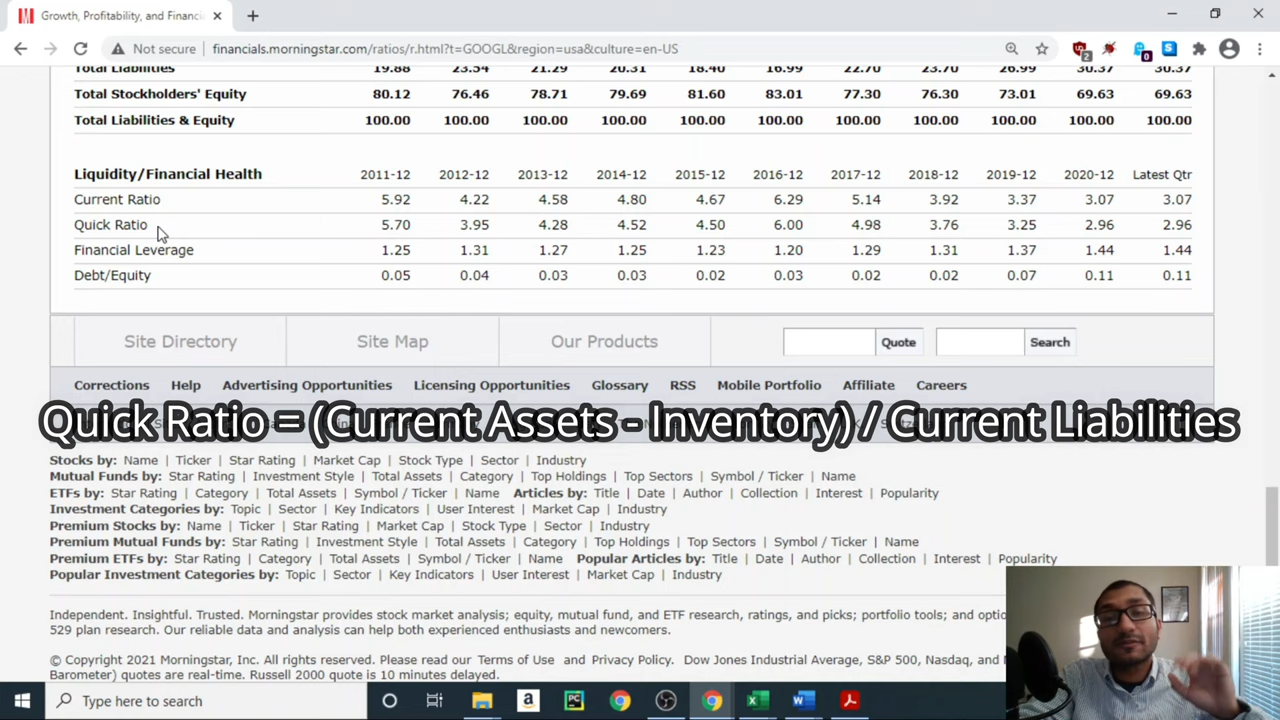 Growth, Profitability, and Financi
Not secure | financials.morningstar.com/ratios/r.html?t=GOOGL&region=usa&culture=en-US
2 0
Total Liabilities 19.88 23.54 21.29 20.31 18.40 16.99 22.70 23.70 26.99 30.37 30.37
Total Stockholders' Equity 80.12 76.46 78.71 79.69 81.60 83.01 77.30 76.30 73.01 69.63 69.63
Total Liabilities & Equity 100.00 100.00 100.00 100.00 100.00 100.00 100.00 100.00 100.00 100.00 100.00
Liquidity/Financial Health 2011-12 2012-12 2013-12 2014-12 2015-12 2016-12 2017-12 2018-12 2019-12 2020-12 Latest Qtr
Current Ratio 5.92 4.22 4.58 4.80 4.67 6.29 5.14 3.92 3.37 3.07 3.07
Quick Ratio 5.70 3.95 4.28 4.52 4.50 6.00 4.98 3.76 3.25 2.96 2.96
Financial Leverage 1.25 1.31 1.27 1.25 1.23 1.20 1.29 1.31 1.37 1.44 1.44
Debt/Equity 0.05 0.04 0.03 0.03 0.02 0.03 0.02 0.02 0.07 0.11 0.11
Site Directory Site Map Our Products Quote Search
Corrections Help Advertising Opportunities Licensing Opportunities Glossary RSS Mobile Portfolio Affiliate Careers
Quick Ratio = (Current Assets - Inventory) / Current Liabilities
Stocks by: Name | Ticker | Star Rating | Market Cap | Stock Type | Sector | Industry
Mutual Funds by: Star Rating | Investment Style | Total Assets | Category | Top Holdings | Top Sectors | Symbol / Ticker | Name
ETFs by: Star Rating | Category | Total Assets | Symbol / Ticker | Name Articles by: Title | Date | Author | Collection | Interest | Popularity
Investment Categories by: Topic | Sector | Key Indicators | User Interest | Market Cap | Industry
Premium Stocks by: Name | Ticker | Star Rating | Market Cap | Stock Type | Sector | Industry
Premium Mutual Funds by: Star Rating | Investment Style | Total Assets | Category | Top Holdings | Top Sectors | Symbol / Ticker | Name
Premium ETFs by: Star Rating | Category | Total Assets | Symbol / Ticker | Name Popular Articles by: Title | Date | Author | Collection | Interest | Popularity
Popular Investment Categories by: Topic | Sector | Key Indicators | User Interest | Market Cap | Industry
Independent. Insightful. Trusted. Morningstar provides stock market analysis; equity, mutual fund, and ETF research, ratings, and picks; portfolio tools; and
529 plan research. Our reliable data and analysis can help both experienced enthusiasts and newcomers.
© Copyright 2021 Morningstar, Inc. All rights reserved. Please read our Terms of Use and Privacy Policy. Dow Jones Industrial Average, S&P 500, Nasdaq, and
Barometer) quotes are real-time. Russell 2000 quote is 10 minutes delayed.
Type here to search